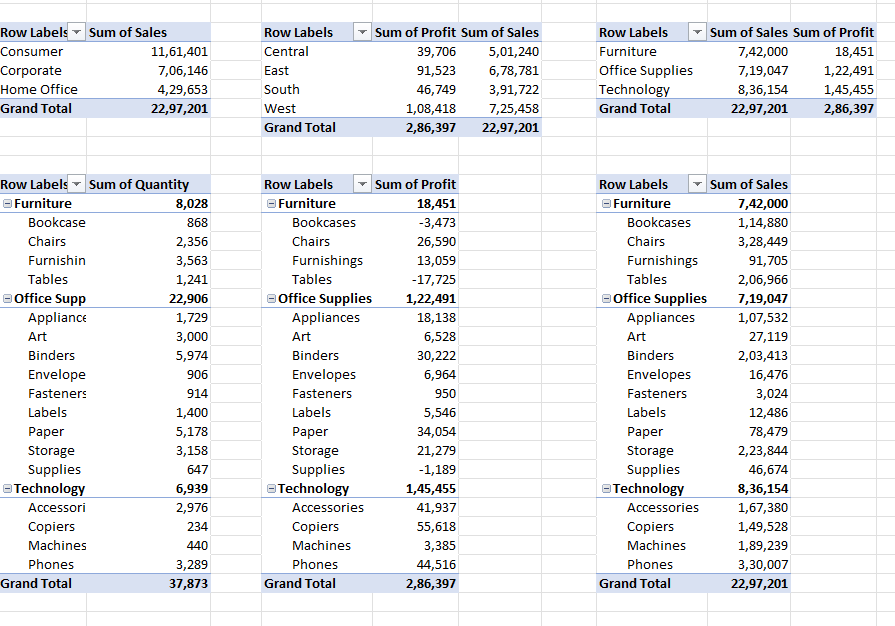 Row Labels Sum of Sales
Consumer 11,61,401
Corporate 7,06,146
Home Office 4,29,653
Grand Total 22,97,201
Row Labels Sum of Profit Sum of Sales
Central 39,706 5,01,240
East 91,523 6,78,781
South 46,749 3,91,722
West 1,08,418 7,25,458
Grand Total 2,86,397 22,97,201
Row Labels Sum of Sales Sum of Profit
Furniture 7,42,000 18,451
Office Supplies 7,19,047 1,22,491
Technology 8,36,154 1,45,455
Grand Total 22,97,201 2,86,397
Row Labels Sum of Quantity
Furniture 8,028
Bookcase 868
Chairs 2,356
Furnishin 3,563
Tables 1,241
Office Supp 22,906
Appliance 1,729
Art 3,000
Binders 5,974
Envelope 906
Fasteners 914
Labels 1,400
Paper 5,178
Storage 3,158
Supplies 647
Technology 6,939
Accessori 2,976
Copiers 234
Machines 440
Phones 3,289
Grand Total 37,873
Row Labels Sum of Profit
Furniture 18,451
Bookcases -3,473
Chairs 26,590
Furnishings 13,059
Tables -17,725
Office Supplies 1,22,491
Appliances 18,138
Art 6,528
Binders 30,222
Envelopes 6,964
Fasteners 950
Labels 5,546
Paper 34,054
Storage 21,279
Supplies -1,189
Technology 1,45,455
Accessories 41,937
Copiers 55,618
Machines 3,385
Phones 44,516
Grand Total 2,86,397
Row Labels Sum of Sales
Furniture 7,42,000
Bookcases 1,14,880
Chairs 3,28,449
Furnishings 91,705
Tables 2,06,966
Office Supplies 7,19,047
Appliances 1,07,532
Art 27,119
Binders 2,03,413
Envelopes 16,476
Fasteners 3,024
Labels 12,486
Paper 78,479
Storage 2,23,844
Supplies 46,674
Technology 8,36,154
Accessories 1,67,380
Copiers 1,49,528
Machines 1,89,239
Phones 3,30,007
Grand Total 22,97,201